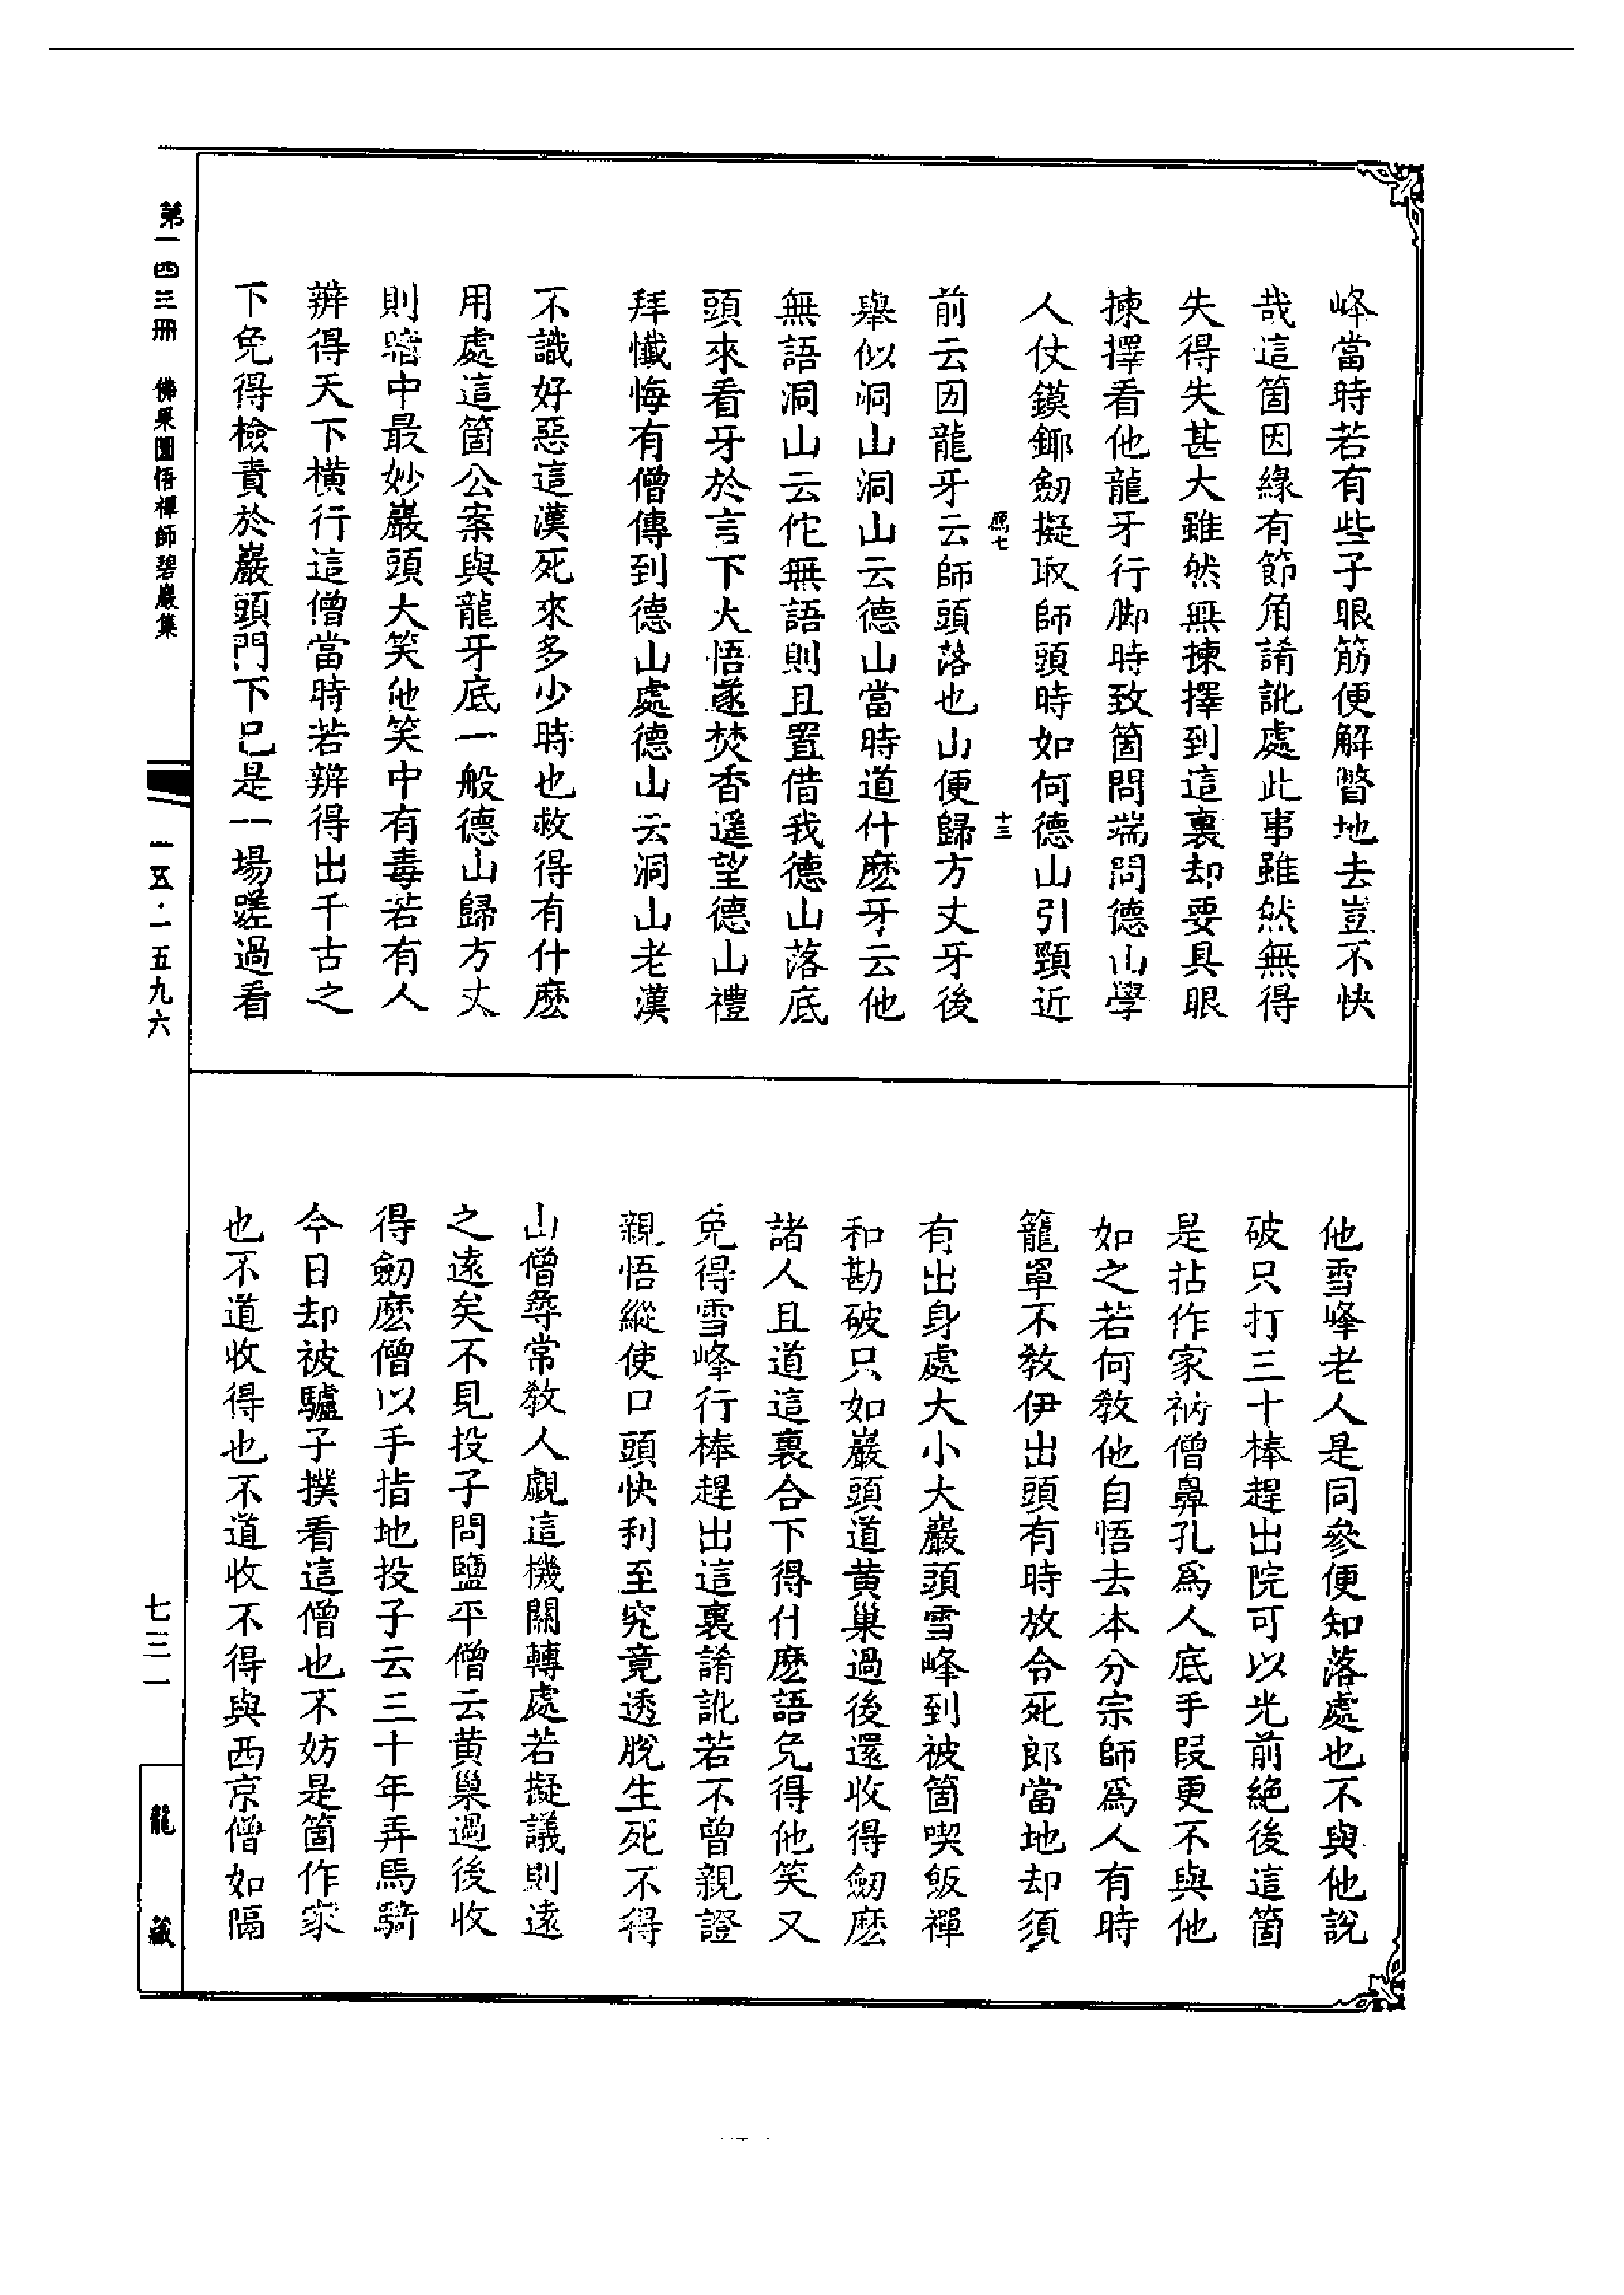 峰當時若有些子眼筋便解瞥地去豈不快
哉這箇因緣有節角誵訛處此事雖然無得
失得失甚大雖然無揀擇到這裏却要具眼
揀擇看他龍牙行脚時致箇問端問德山學
人仗鏌鎁劒擬取師頭時如何德山引頸近
鴈七
十三
前云囡龍牙云師頭落也山便歸方丈牙後
舉似洞山洞山云德山當時道什麽牙云他
無語洞山云佗無語則且置借我德山落底
頭來看牙於言下大悟遂焚香遥望德山禮
拜懺悔有僧傳到德山處德山云洞山老漢
不識好惡這漢死來多少時也救得有什麽
用處這箇公案與龍牙底一般德山歸方丈
則暗中最妙巖頭大笑他笑中有毒若有人
辨得天下橫行這僧當時若辨得出千古之
下免得檢責於巖頭門下已是一場蹉過看
他雪峰老人是同參便知落處也不與他說
破只打三十棒趕出院可以光前絶後這箇
是拈作家衲僧鼻孔爲人底手段更不與他
如之若何教他自悟去本分宗師爲人有時
籠罩不教伊出頭有時放令死郎當地却須
有出身處大小大巖頭雪峰到被箇喫飯禪
和勘破只如巖頭道黄巢過後還收得劒麽
諸人且道這裏合下得什麽語免得他笑又
免得雪峰行棒趕出這裏誵訛若不曾親證
親悟縱使口頭快利至究竟透脫生死不得
山僧尋常教人覷這機關轉處若擬議則遠
之遠矣不見投子問鹽平僧云黄巢過後收
得劒麽僧以手指地投子云三十年弄馬騎
今日却被驢子撲看這僧也不妨是箇作家
也不道收得也不道收不得與西京僧如隔
第一四三冊 佛果圜悟禪師碧巖集
一五·一五九六
七三一
龍藏